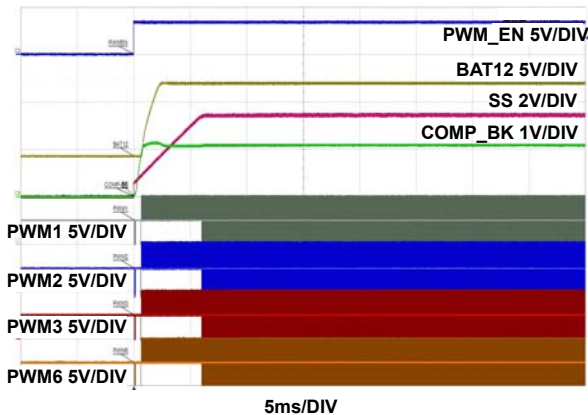 PWM_EN 5V/DIV
BAT12 5V/DIV
SS 2V/DIV
COMP_BK 1V/DIV
BAT12
PWM1 5V/DIV
PWM2 5V/DIV
PWM3 5V/DIV
PWM6 5V/DIV
5ms/DIV